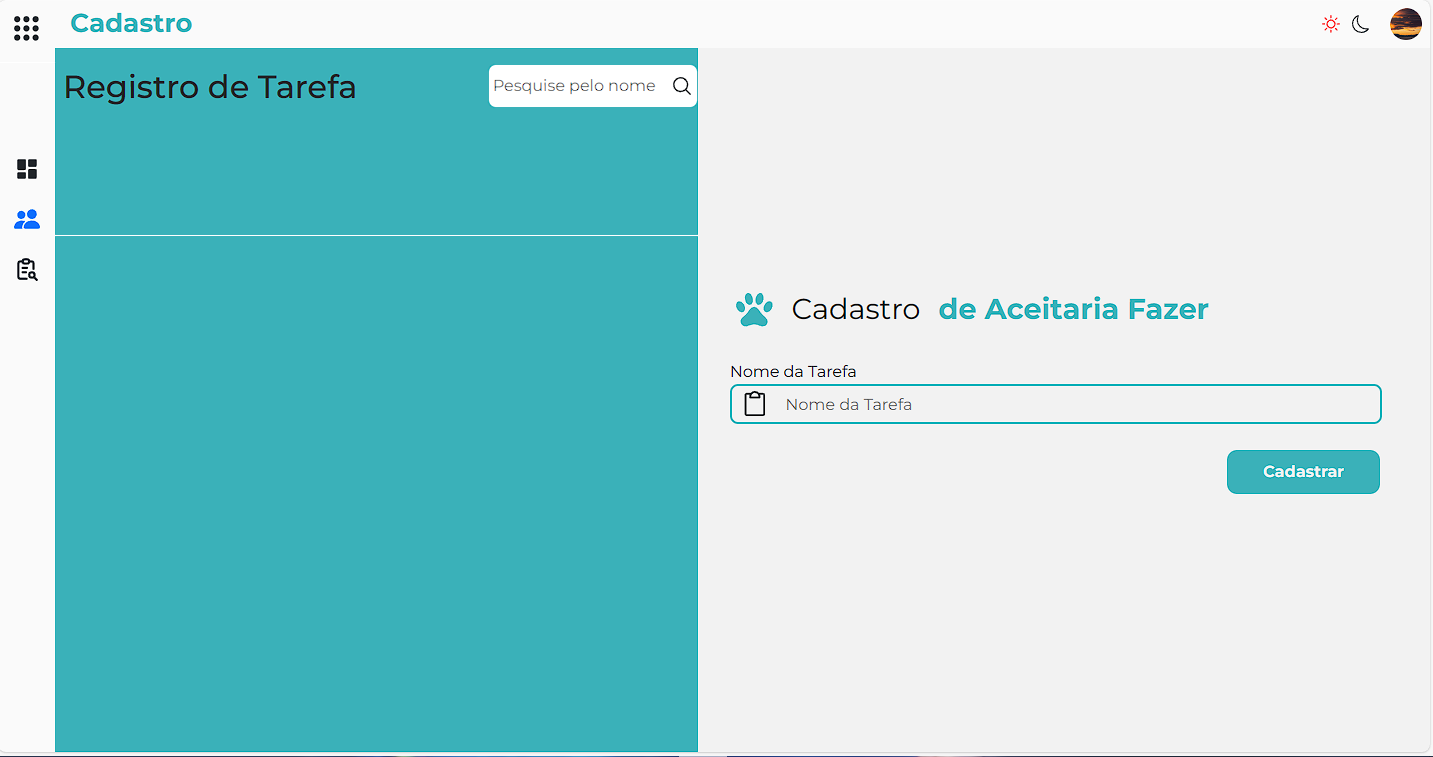 Cadastro
Registro de Tarefa
Pesquise pelo nome
Cadastro de Aceitaria Fazer
Nome da Tarefa
Nome da Tarefa
Cadastrar